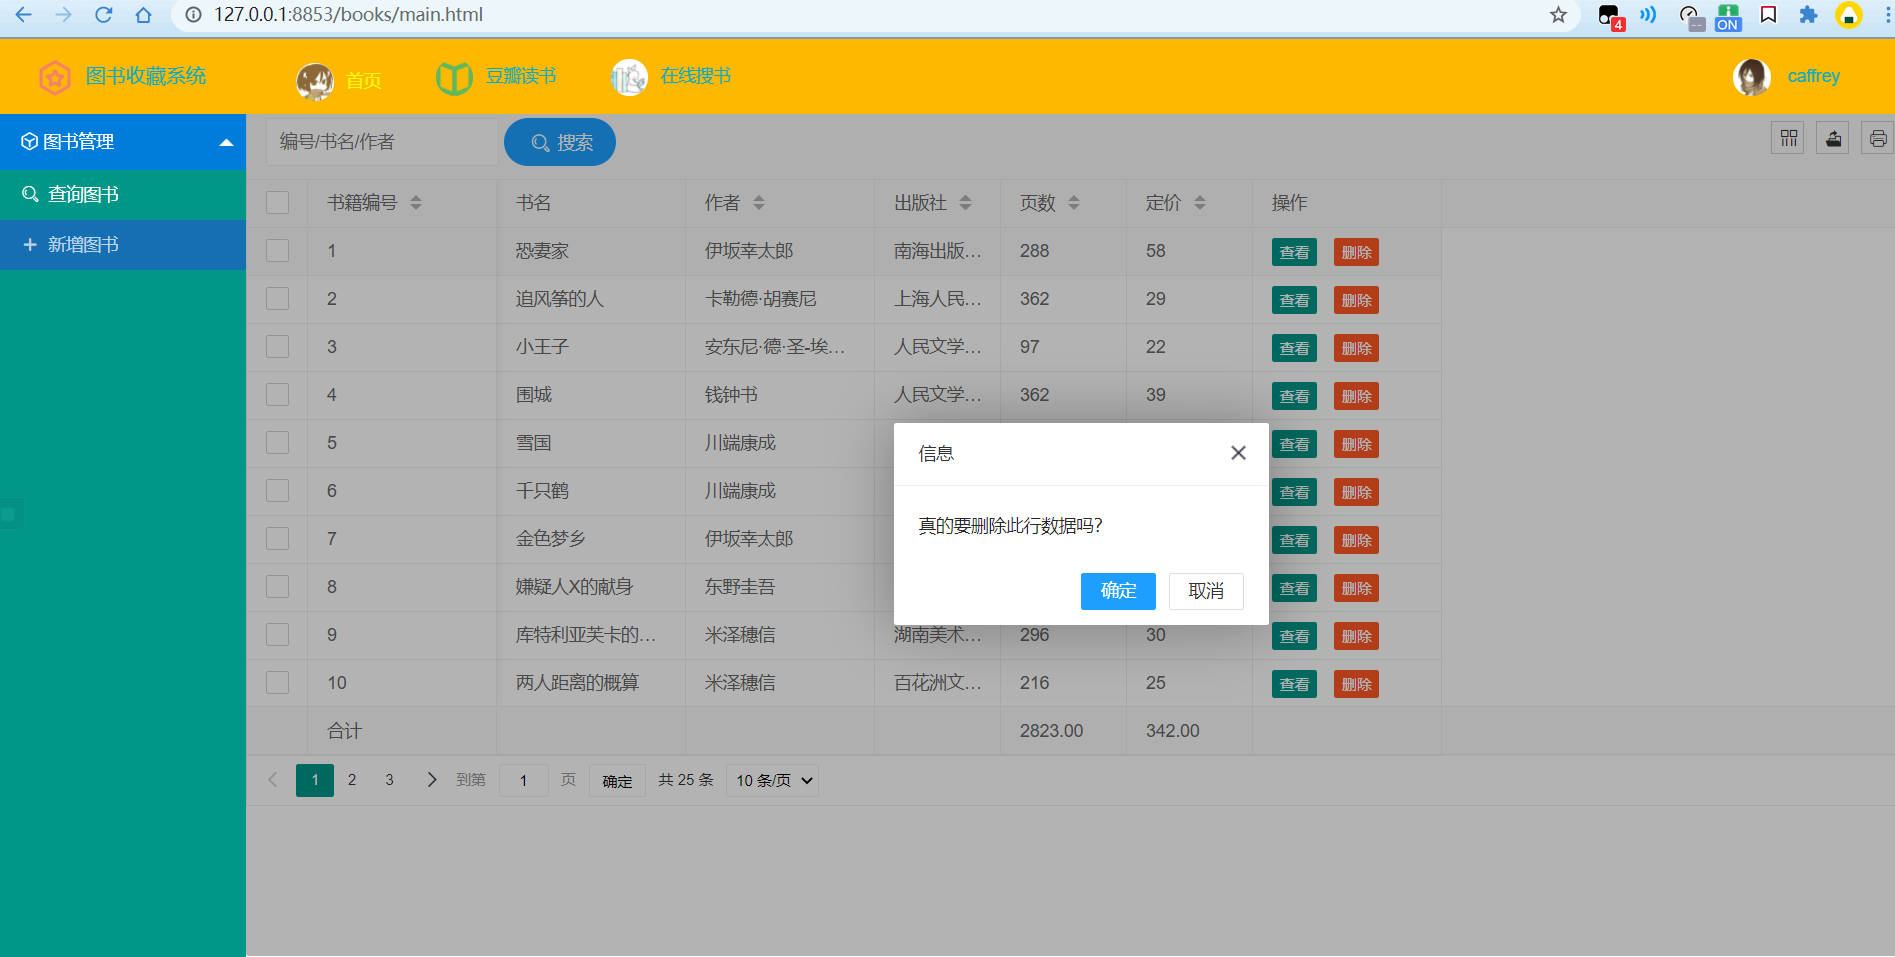 127.0.0.1:8853/books/main.html
4
--
ON
图书收藏系统 首页 豆瓣读书 在线搜书 caffrey
图书管理
查询图书
新增图书
编号/书名/作者 搜索
书籍编号 书名 作者 出版社 页数 定价 操作
1 恐妻家 伊坂幸太郎 南海出版... 288 58 查看 删除
2 追风筝的人 卡勒德·胡赛尼 上海人民... 362 29 查看 删除
3 小王子 安东尼·德·圣-埃... 人民文学... 97 22 查看 删除
4 围城 钱钟书 人民文学... 362 39 查看 删除
5 雪国 川端康成 查看 删除
6 千只鹤 川端康成 查看 删除
7 金色梦乡 伊坂幸太郎 查看 删除
8 嫌疑人X的献身 东野圭吾 查看 删除
9 库特利亚芙卡的... 米泽穗信 湖南美术... 296 30 查看 删除
10 两人距离的概算 米泽穗信 百花洲文... 216 25 查看 删除
合计 2823.00 342.00
1 2 3 到第 1 页 确定 共 25 条 10 条/页
信息
真的要删除此行数据吗?
确定 取消